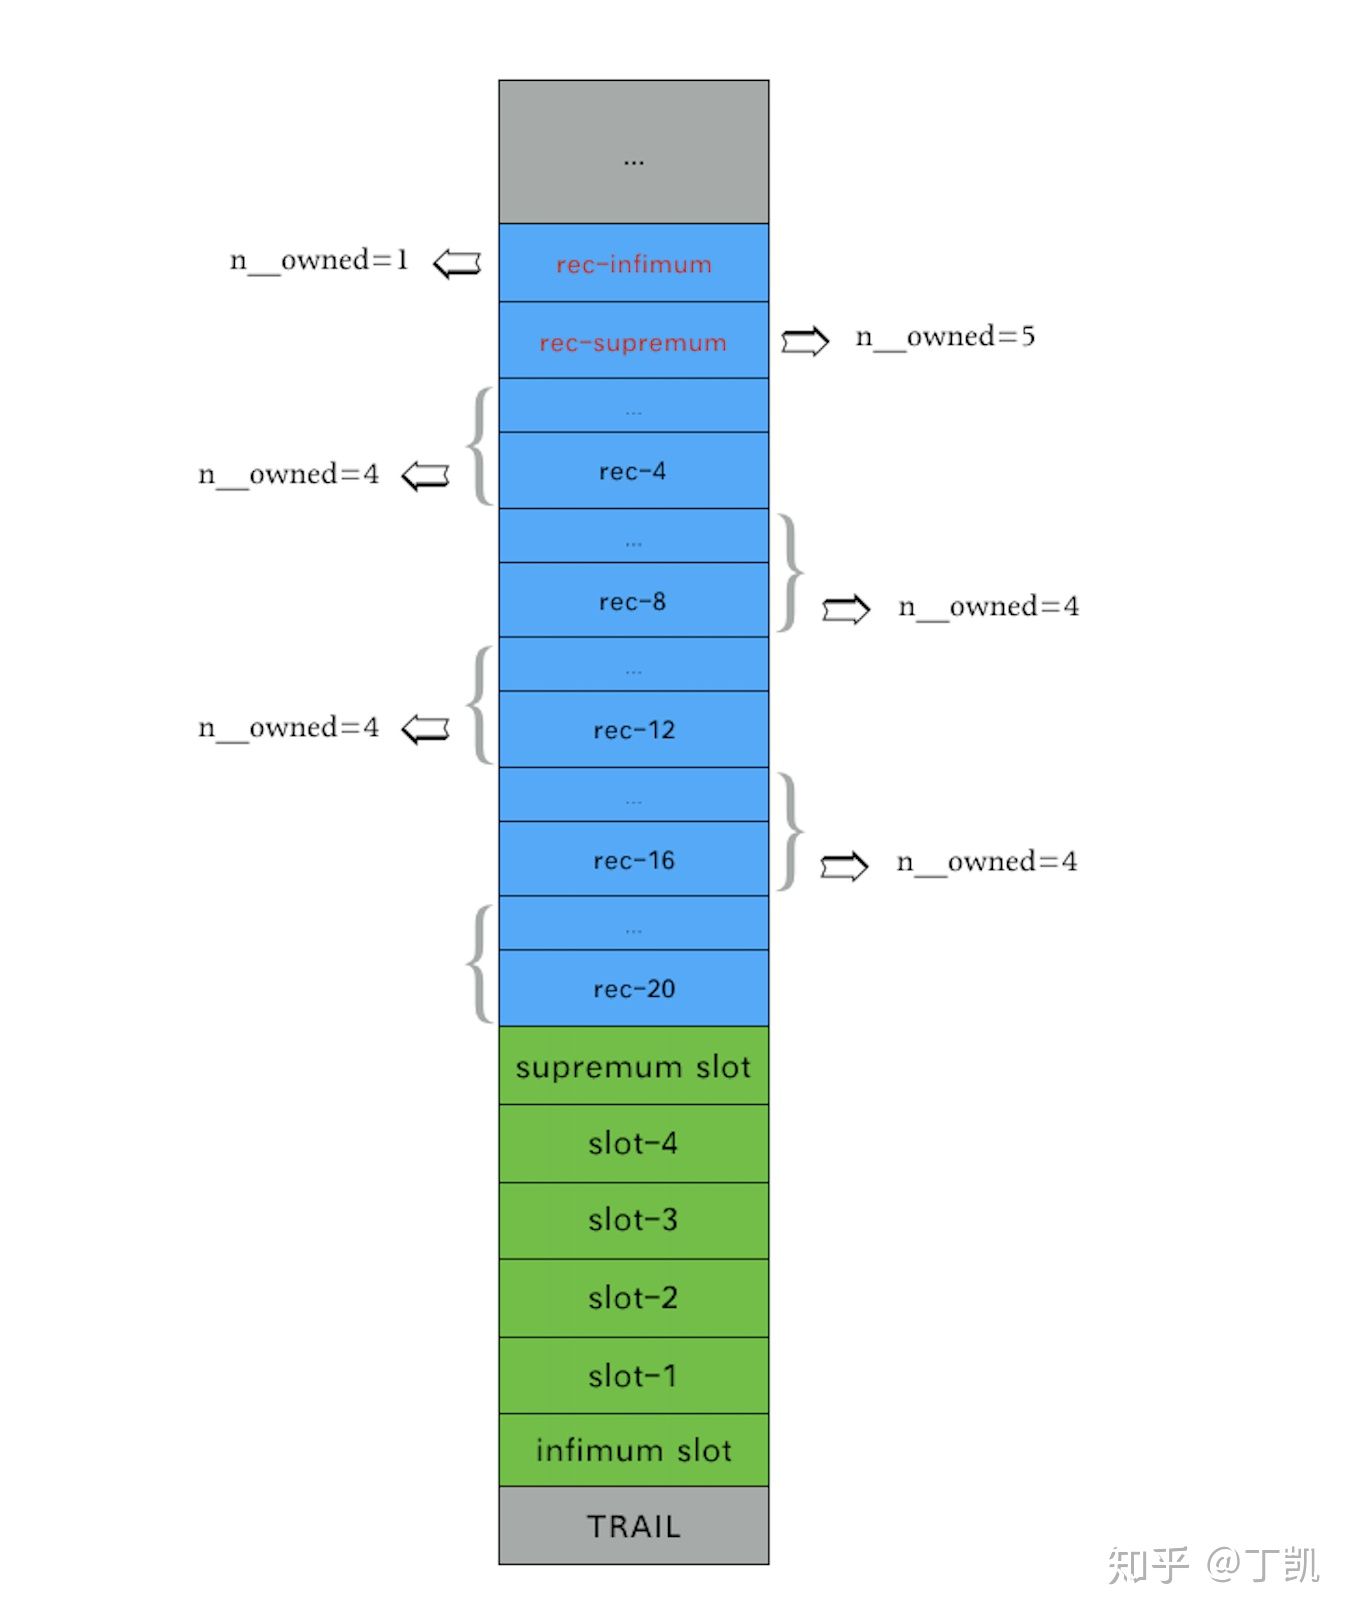 ...
n__owned=1
rec-infimum
rec-supremum
n__owned=5
...
n__owned=4
rec-4
...
rec-8
n__owned=4
...
n__owned=4
rec-12
...
rec-16
n__owned=4
...
rec-20
supremum slot
slot-4
slot-3
slot-2
slot-1
infimum slot
TRAIL
知乎 @丁凯